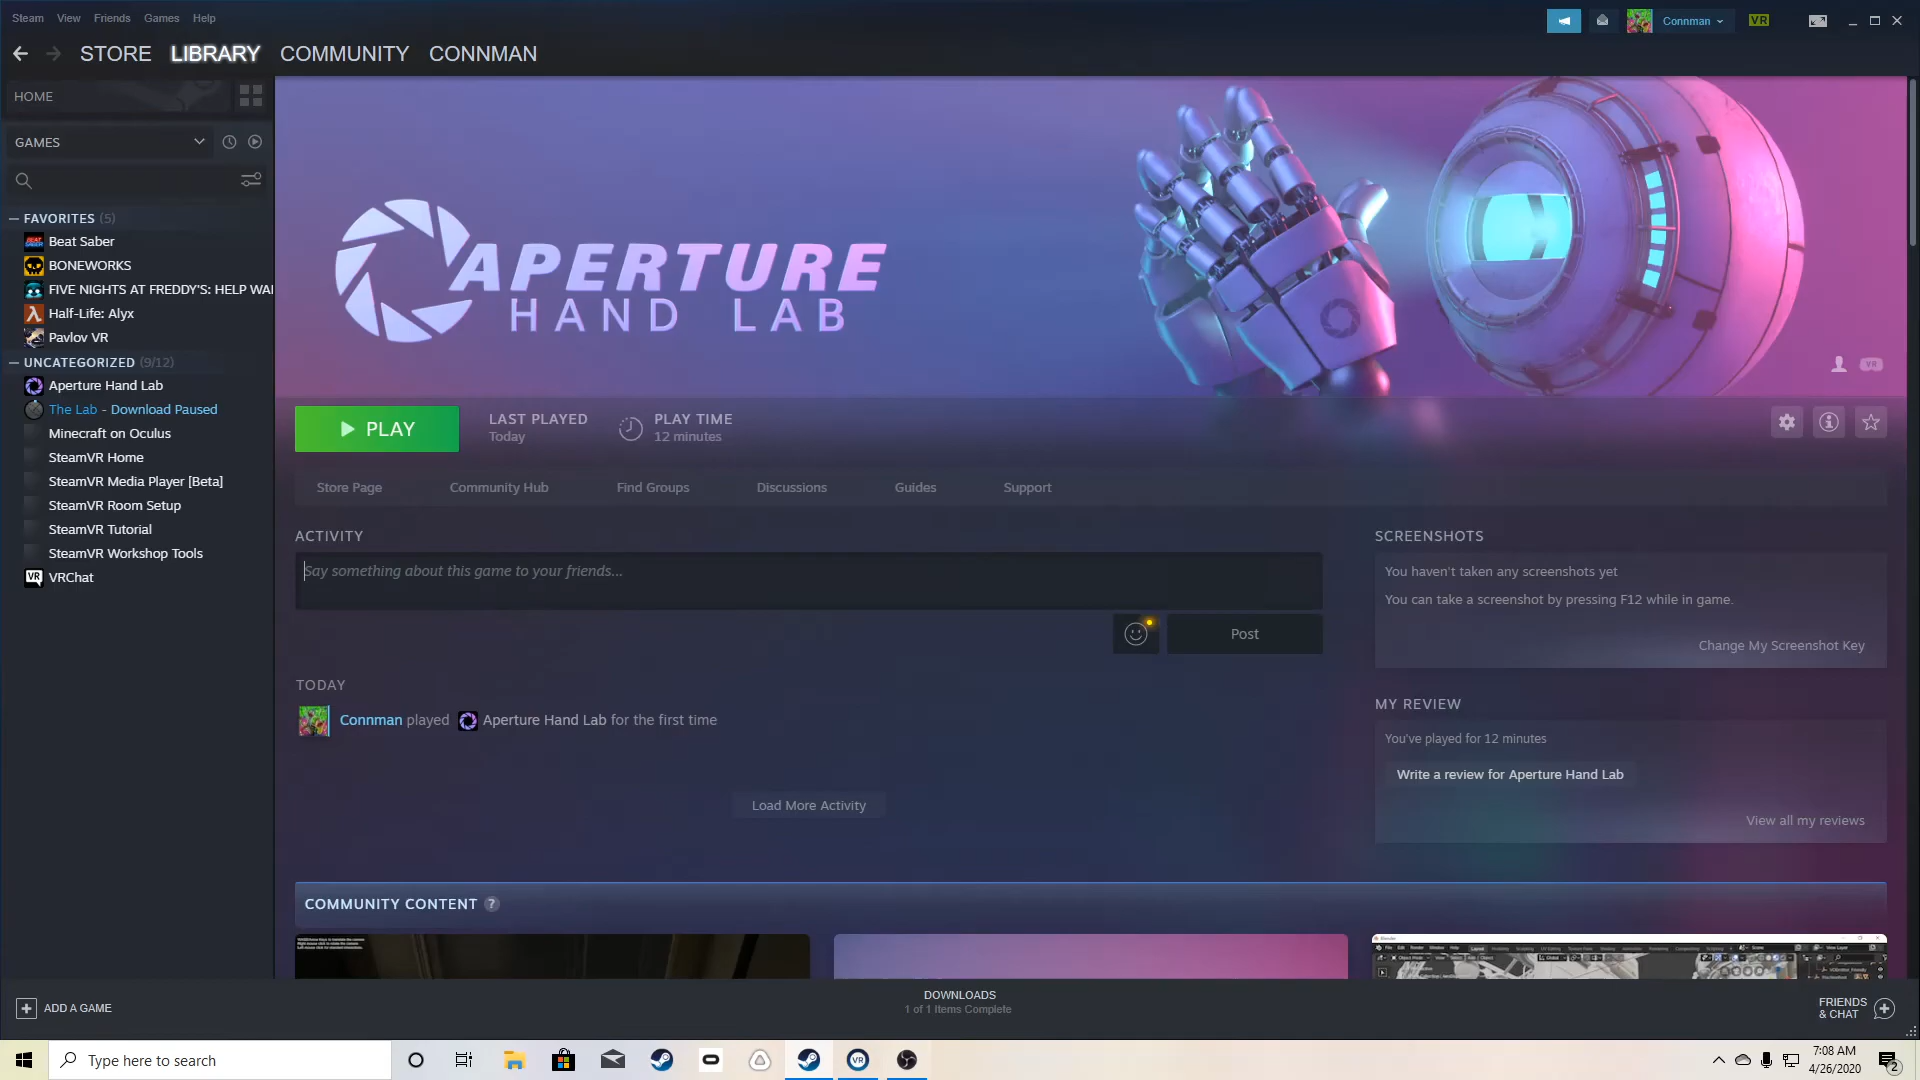 Steam View Friends Games Help
Connman
VR
STORE LIBRARY COMMUNITY CONNMAN
HOME
GAMES
FAVORITES (5)
Beat Saber
BONEWORKS
FIVE NIGHTS AT FREDDY'S: HELP WA
Half-Life: Alyx
Pavlov VR
UNCATEGORIZED (9/12)
Aperture Hand Lab
The Lab - Download Paused
Minecraft on Oculus
SteamVR Home
SteamVR Media Player [Beta]
SteamVR Room Setup
SteamVR Tutorial
SteamVR Workshop Tools
VR VRChat
APERTURE
HAND LAB
VR
PLAY
LAST PLAYED
Today
PLAY TIME
12 minutes
Store Page Community Hub Find Groups Discussions Guides Support
ACTIVITY
Say something about this game to your friends...
Post
TODAY
Connman played Aperture Hand Lab for the first time
Load More Activity
SCREENSHOTS
You haven't taken any screenshots yet
You can take a screenshot by pressing F12 while in game.
Change My Screenshot Key
MY REVIEW
You've played for 12 minutes
Write a review for Aperture Hand Lab
View all my reviews
COMMUNITY CONTENT ?
ADD A GAME
DOWNLOADS
1 of 1 Items Complete
FRIENDS
& CHAT
Type here to search
VR
7:08 AM
4/26/2020
2